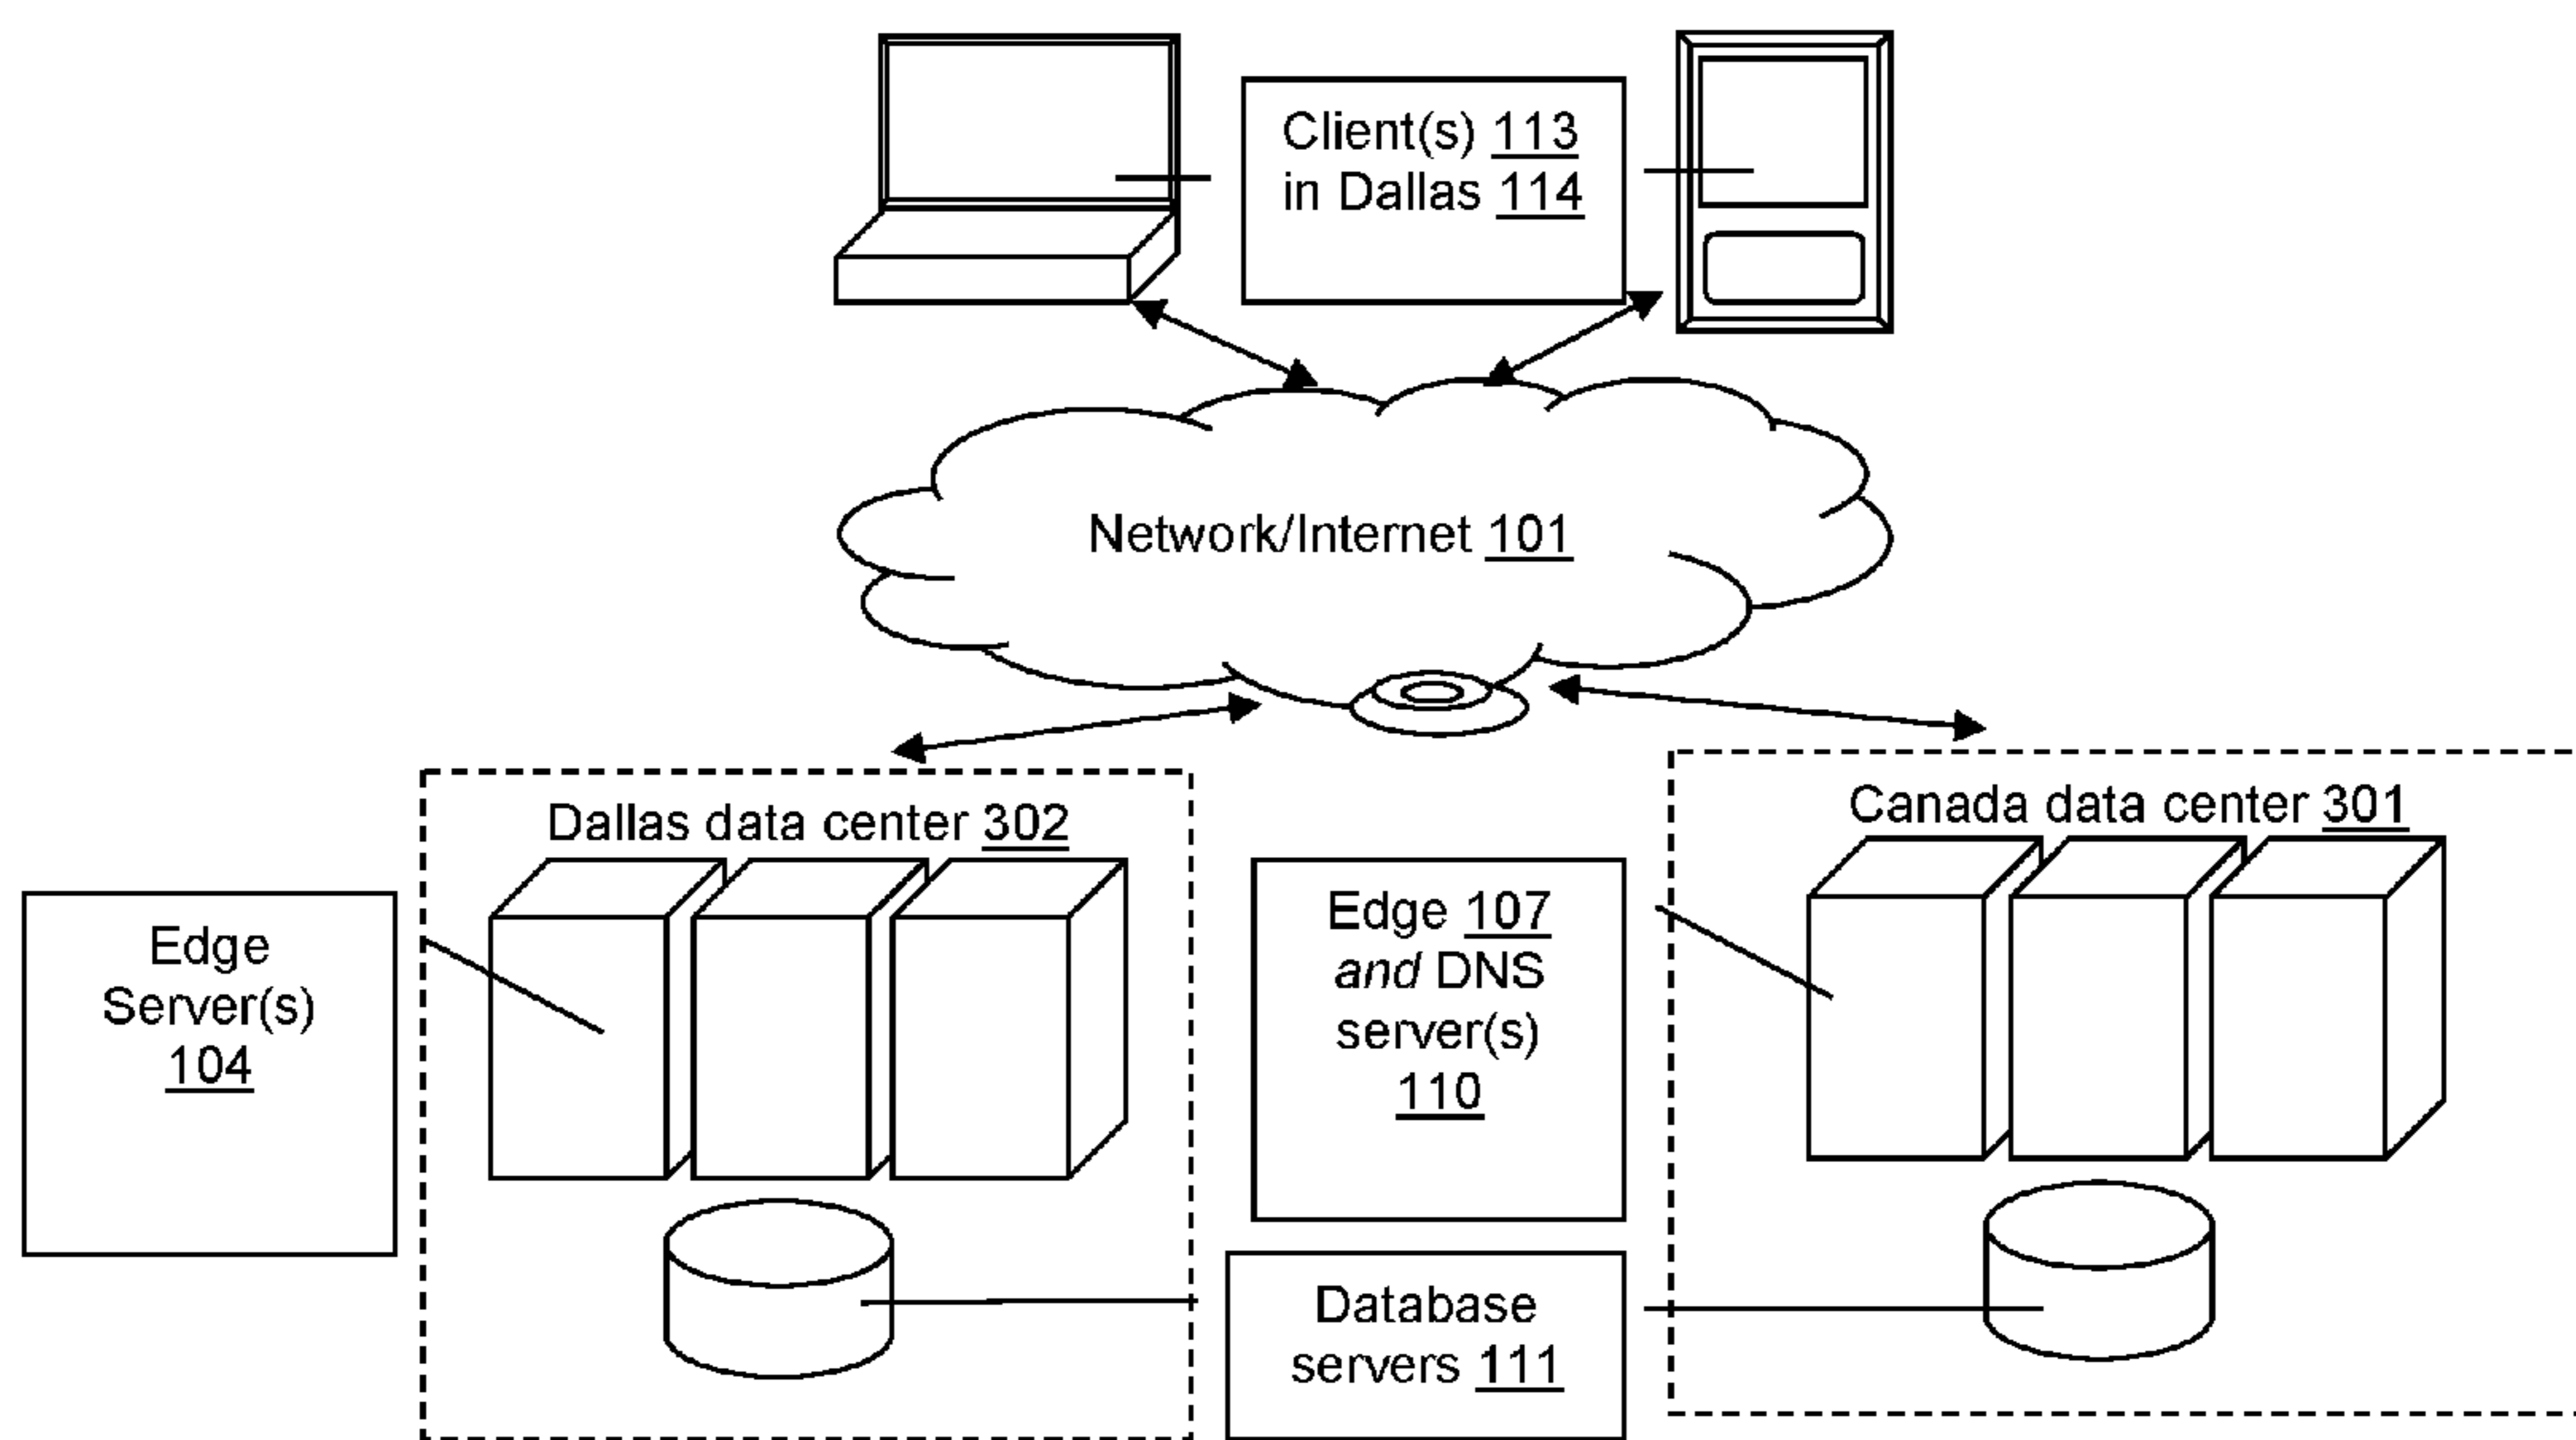 Client(s) 113
in Dallas 114
Network/Internet 101
Dallas data center 302
Canada data center 301
Edge
Server(s)
104
Edge 107
and DNS
server(s)
110
Database
servers 111